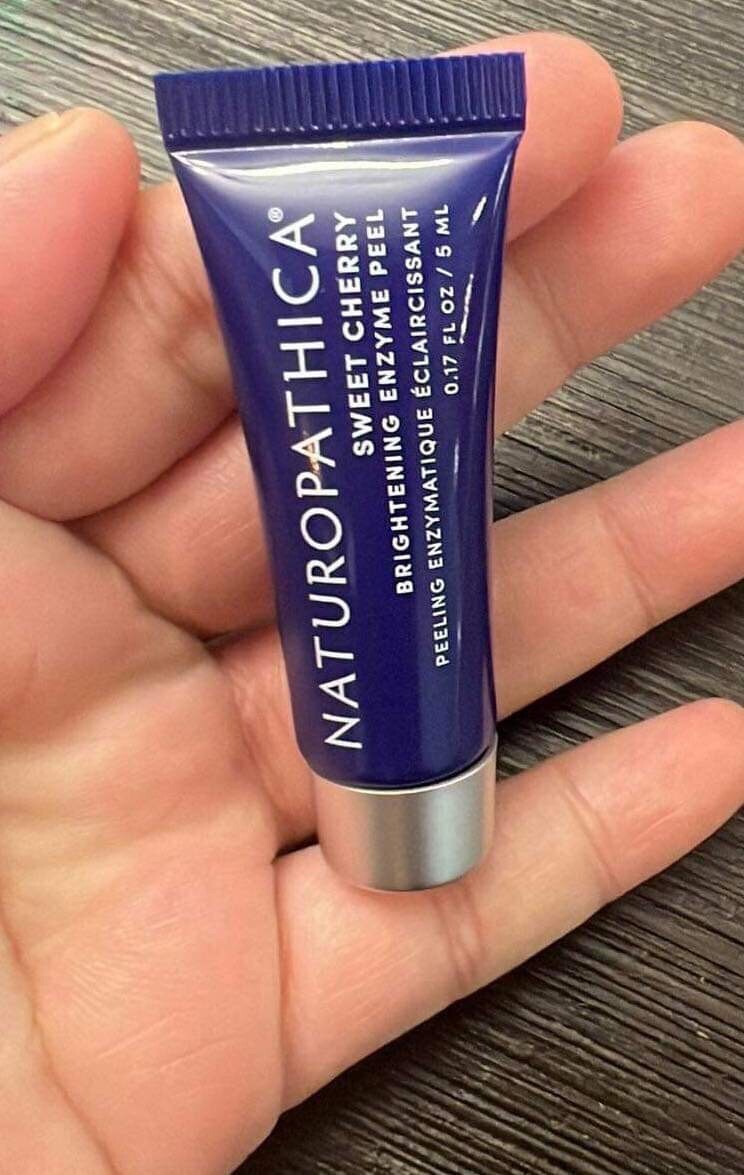 NATUROPATHICA®
SWEET CHERRY
BRIGHTENING ENZYME PEEL
PEELING ENZYMATIQUE ÉCLAIRCISSANT
0.17 FL OZ / 5 ML